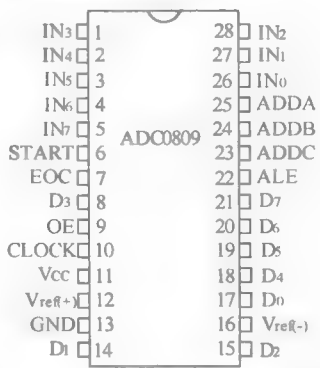 IN3 1 28 IN2
IN4 2 27 IN1
IN5 3 26 IN0
IN6 4 25 ADDA
IN7 5 24 ADDB
ADC0809
START 6 23 ADDC
EOC 7 22 ALE
D3 8 21 D7
OE 9 20 D6
CLOCK 10 19 D5
Vcc 11 18 D4
Vref(+) 12 17 D0
GND 13 16 Vref(-)
D1 14 15 D2